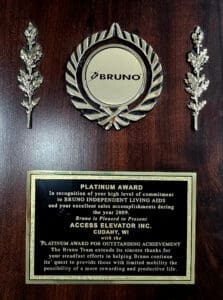 BRUNO
PLATINUM AWARD
In recognition of your high level of commitment
to BRUNO INDEPENDENT LIVING AIDS
and your excellent sales accomplishments during
the year 2009.
Bruno is Pleased to Present
ACCESS ELEVATOR INC.
CUDAHY, WI
with the
PLATINUM AWARD FOR OUTSTANDING ACHIEVEMENT
The Bruno Team extends its sincere thanks for
your steadfast efforts in helping Bruno continue
its' quest to provide those with limited mobility the
possibility of a more rewarding and productive life.